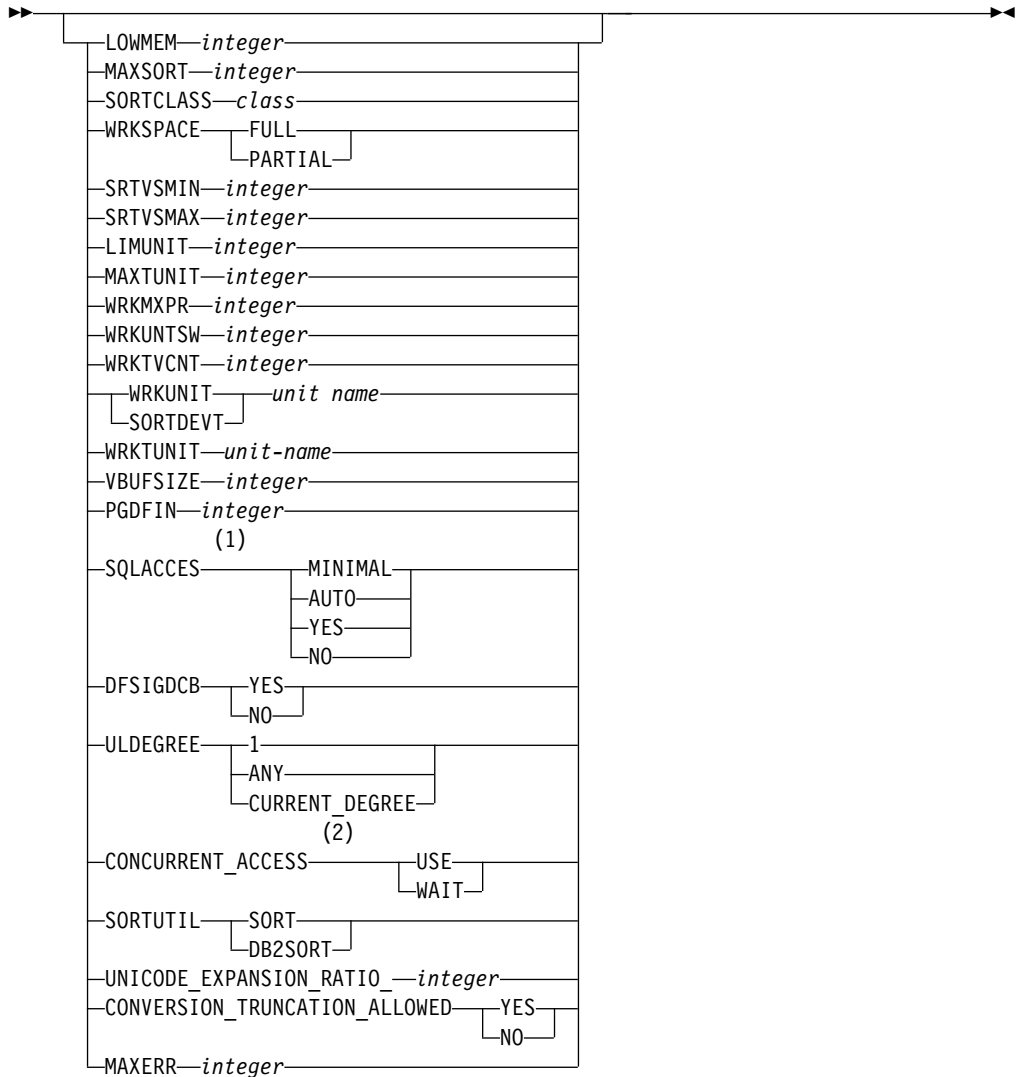 LOWMEM integer
MAXSORT integer
SORTCLASS class
WRKSPACE FULL
PARTIAL
SRTVSMIN integer
SRTVSMAX integer
LIMUNIT integer
MAXTUNIT integer
WRKMXPR integer
WRKUNTSW integer
WRKTVCNT integer
WRKUNIT unit name
SORTDEVT
WRKTUNIT unit-name
VBUFSIZE integer
PGDFIN integer
(1)
SQLACCES MINIMAL
AUTO
YES
NO
DFSIGDCB YES
NO
ULDEGREE 1
ANY
CURRENT_DEGREE
(2)
CONCURRENT_ACCESS USE
WAIT
SORTUTIL SORT
DB2SORT
UNICODE_EXPANSION_RATIO_ integer
CONVERSION_TRUNCATION_ALLOWED YES
NO
MAXERR integer